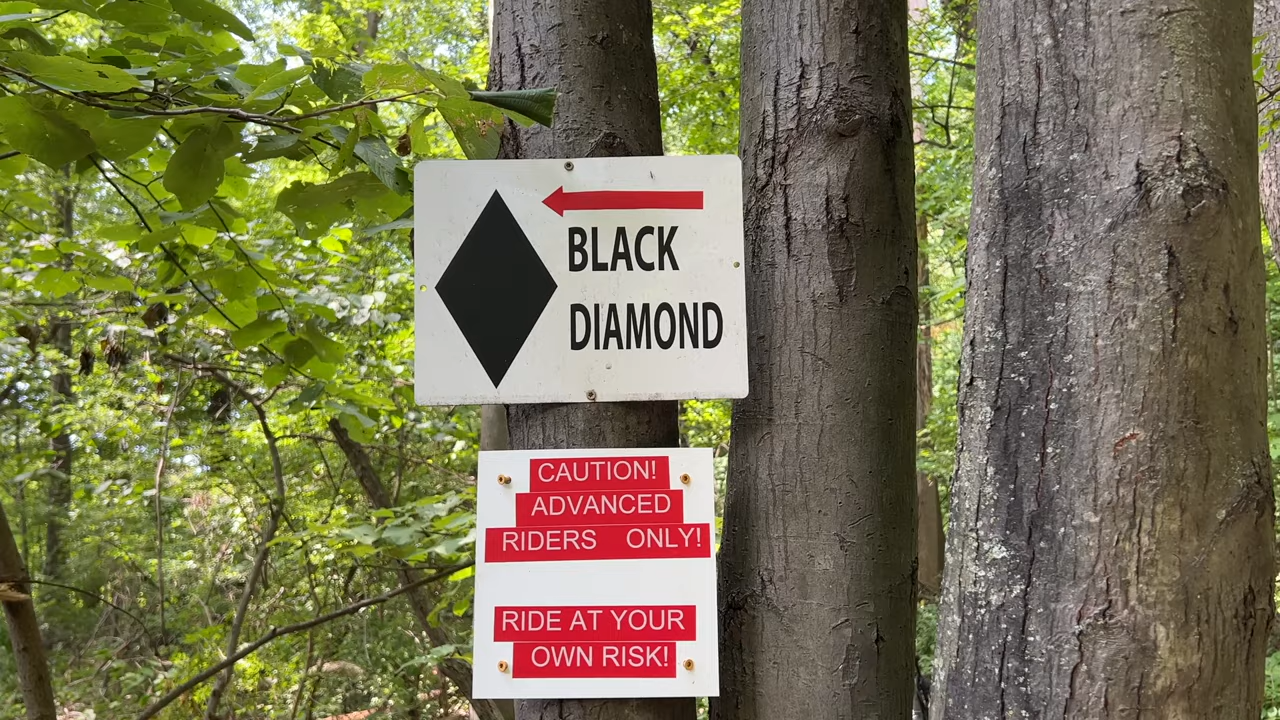 BLACK
DIAMOND
CAUTION!
ADVANCED
RIDERS ONLY!
RIDE AT YOUR
OWN RISK!